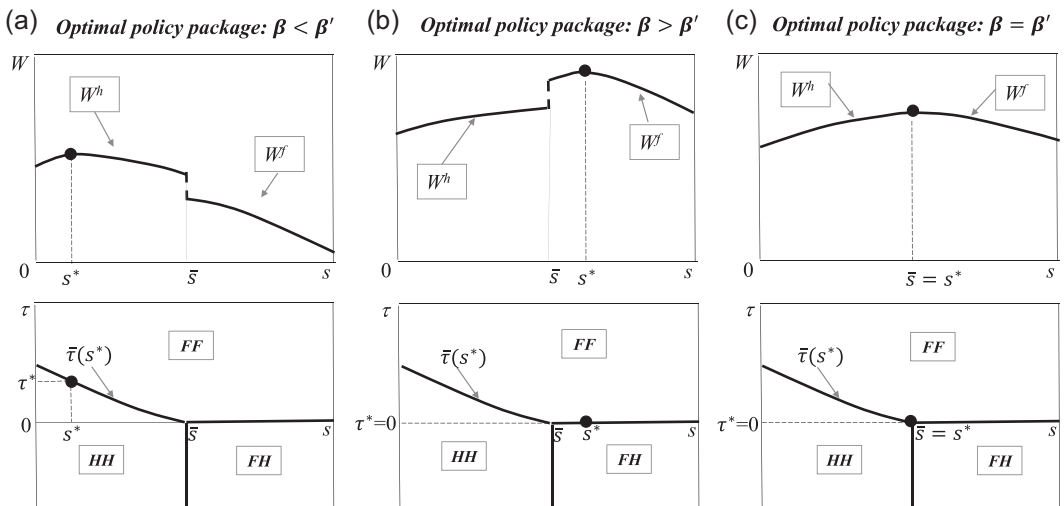 (a) Optimal policy package: β < β′
W
W^h
W^f
0
s*
s̄
s
τ
FF
τ̄(s*)
τ*
0
s*
s̄
s
HH
FH
(b) Optimal policy package: β > β′
W
W^h
W^f
0
s̄
s*
s
τ
FF
τ̄(s*)
τ*=0
s̄
s*
s
HH
FH
(c) Optimal policy package: β = β′
W
W^h
W^f
0
s̄ = s*
s
τ
FF
τ̄(s*)
τ*=0
s̄ = s*
s
HH
FH